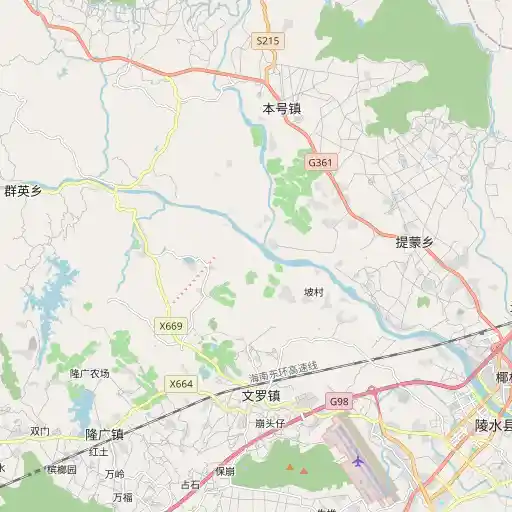 S215
本号镇
G361
群英乡
提蒙乡
坡村
X669
海南东环高速线
隆广农场
X664
椰林
文罗镇
G98
崩头仔
陵水县
双门
隆广镇
红土
水
槟榔园
万岭
保崩
占石
万福